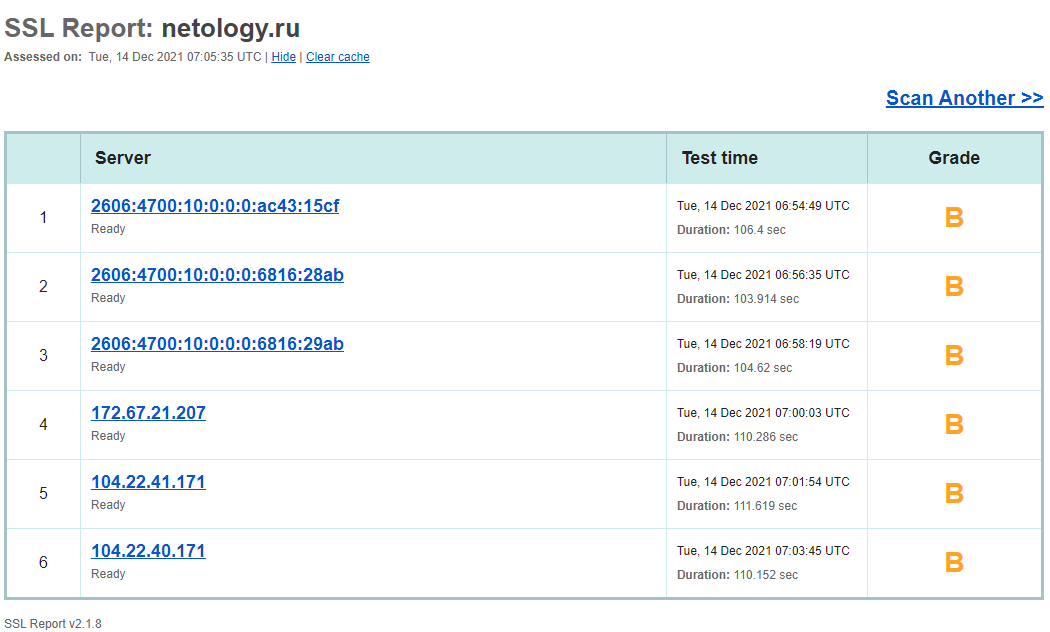 SSL Report: netology.ru
Assessed on: Tue, 14 Dec 2021 07:05:35 UTC | Hide | Clear cache
Scan Another >>
Server Test time Grade
1 2606:4700:10:0:0:0:ac43:15cf Tue, 14 Dec 2021 06:54:49 UTC B
Ready Duration: 106.4 sec
2 2606:4700:10:0:0:0:6816:28ab Tue, 14 Dec 2021 06:56:35 UTC B
Ready Duration: 103.914 sec
3 2606:4700:10:0:0:0:6816:29ab Tue, 14 Dec 2021 06:58:19 UTC B
Ready Duration: 104.62 sec
4 172.67.21.207 Tue, 14 Dec 2021 07:00:03 UTC B
Ready Duration: 110.286 sec
5 104.22.41.171 Tue, 14 Dec 2021 07:01:54 UTC B
Ready Duration: 111.619 sec
6 104.22.40.171 Tue, 14 Dec 2021 07:03:45 UTC B
Ready Duration: 110.152 sec
SSL Report v2.1.8